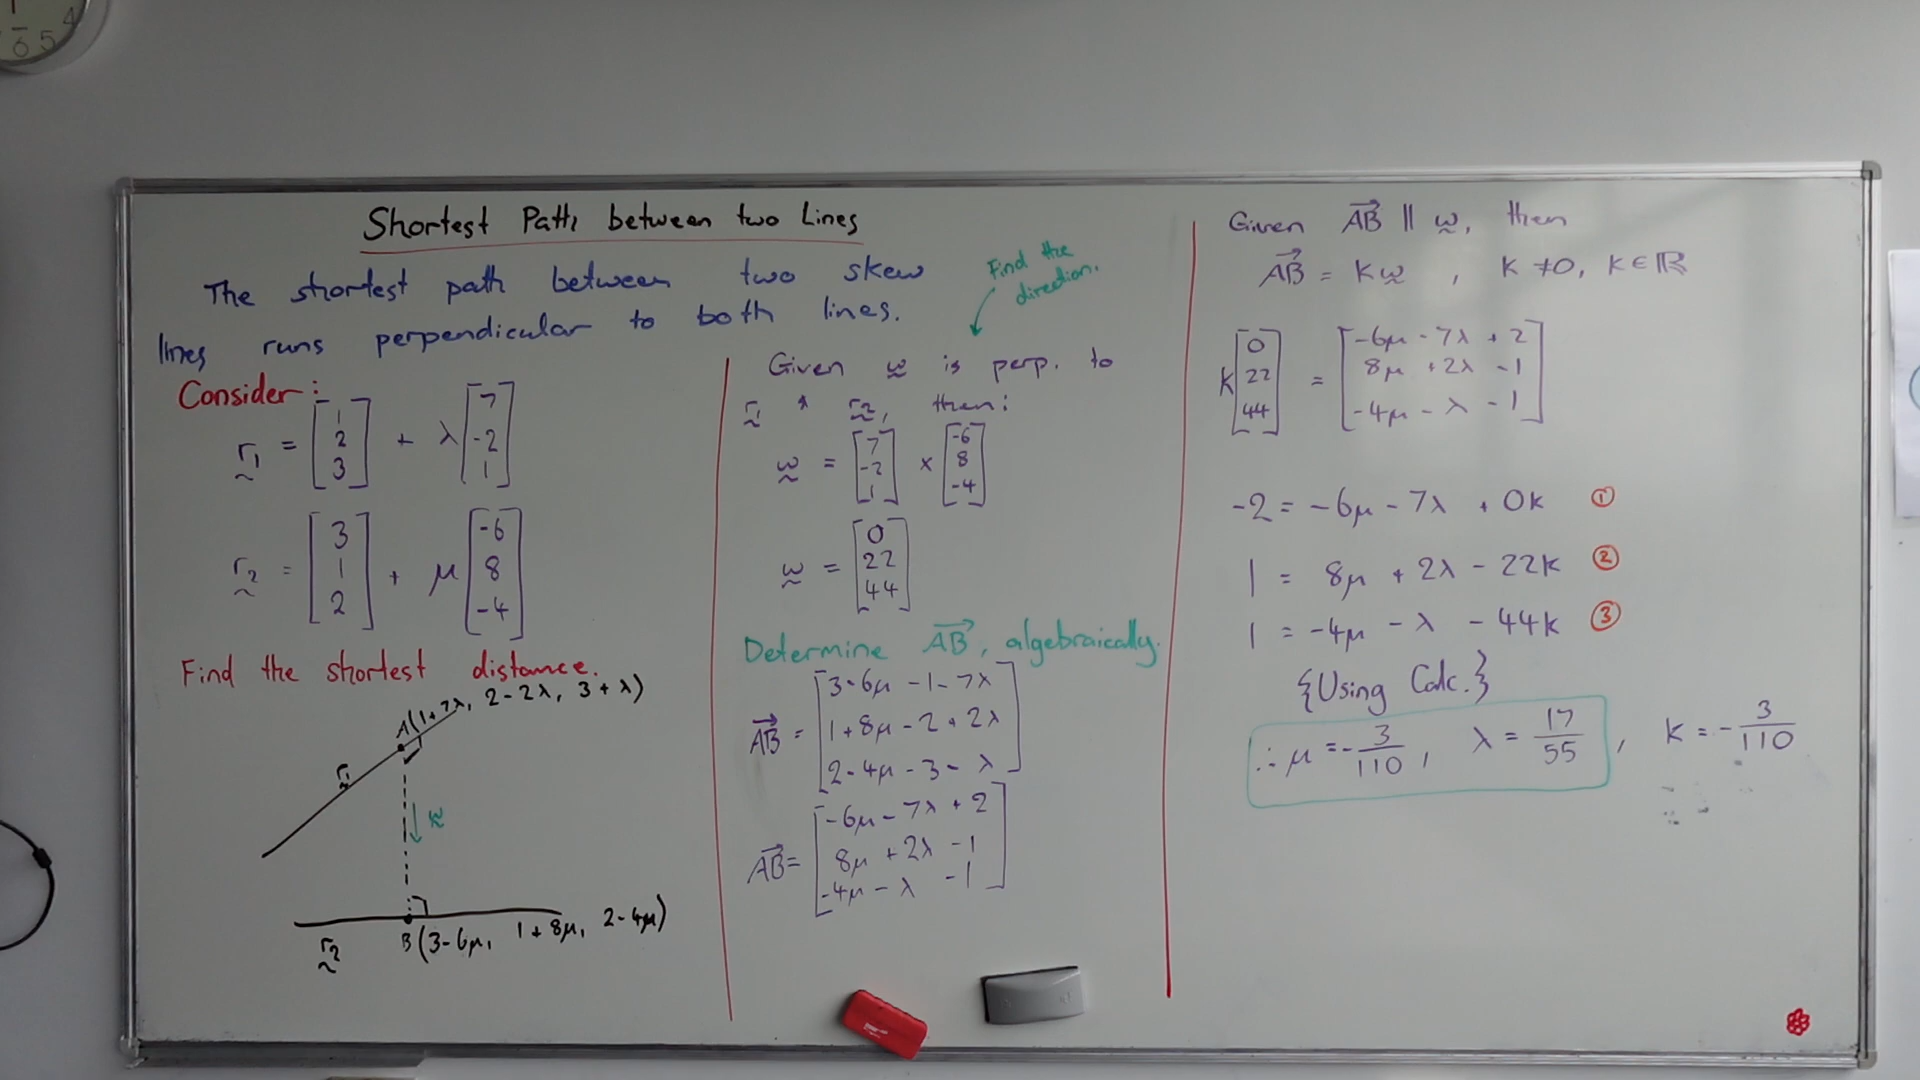 Shortest Path between two Lines
The shortest path between two skew
lines runs perpendicular to both lines.
Consider:
r₁ = [1 2 3] + λ [7 -2 1]
r₂ = [3 1 2] + μ [-6 8 -4]
Find the shortest distance.
A(1+7λ, 2-2λ, 3+λ)
r₁
w
r₂
B(3-6μ, 1+8μ, 2-4μ)
Find the
direction.
Given w is perp. to
r₁ & r₂, then:
w = [7 -2 1] × [-6 8 -4]
w = [0 22 44]
Determine AB, algebraically.
AB = [3-6μ-1-7λ
1+8μ-2+2λ
2-4μ-3-λ]
AB = [-6μ-7λ+2
8μ+2λ-1
-4μ-λ-1]
Given AB || w, then
AB = Kw, K ≠0, K∈ℝ
K [0 22 44] = [-6μ-7λ+2
8μ+2λ-1
-4μ-λ-1]
-2 = -6μ-7λ+0K ①
1 = 8μ+2λ-22K ②
1 = -4μ-λ-44K ③
{Using Calc.}
∴ μ=-3/110, λ=17/55, K=-3/110
4
5
6